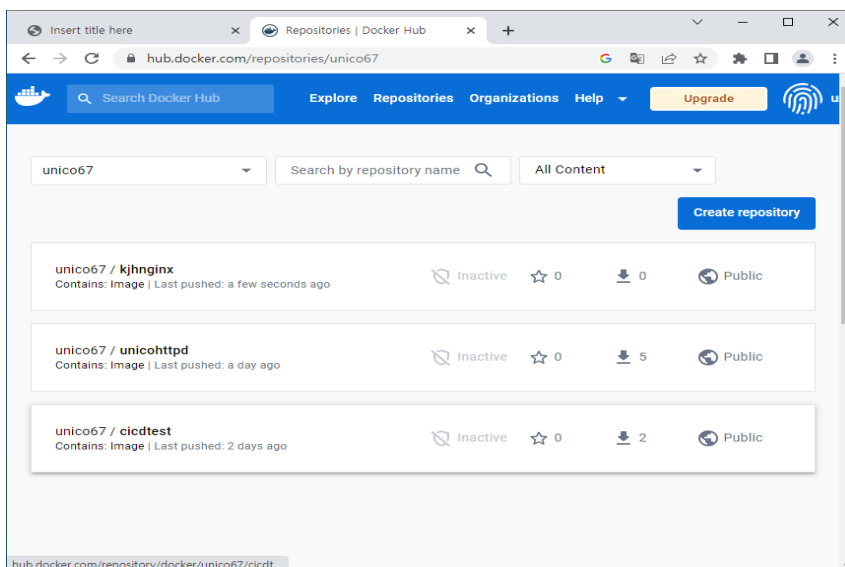 Insert title here
Repositories | Docker Hub
hub.docker.com/repositories/unico67
Search Docker Hub Explore Repositories Organizations Help Upgrade u
unico67 Search by repository name All Content
Create repository
unico67 / kjhnginx
Contains: Image | Last pushed: a few seconds ago
Inactive 0 0 Public
unico67 / unicohttpd
Contains: Image | Last pushed: a day ago
Inactive 0 5 Public
unico67 / cicdtest
Contains: Image | Last pushed: 2 days ago
Inactive 0 2 Public
hub.docker.com/repository/docker/unico67/cicdt...